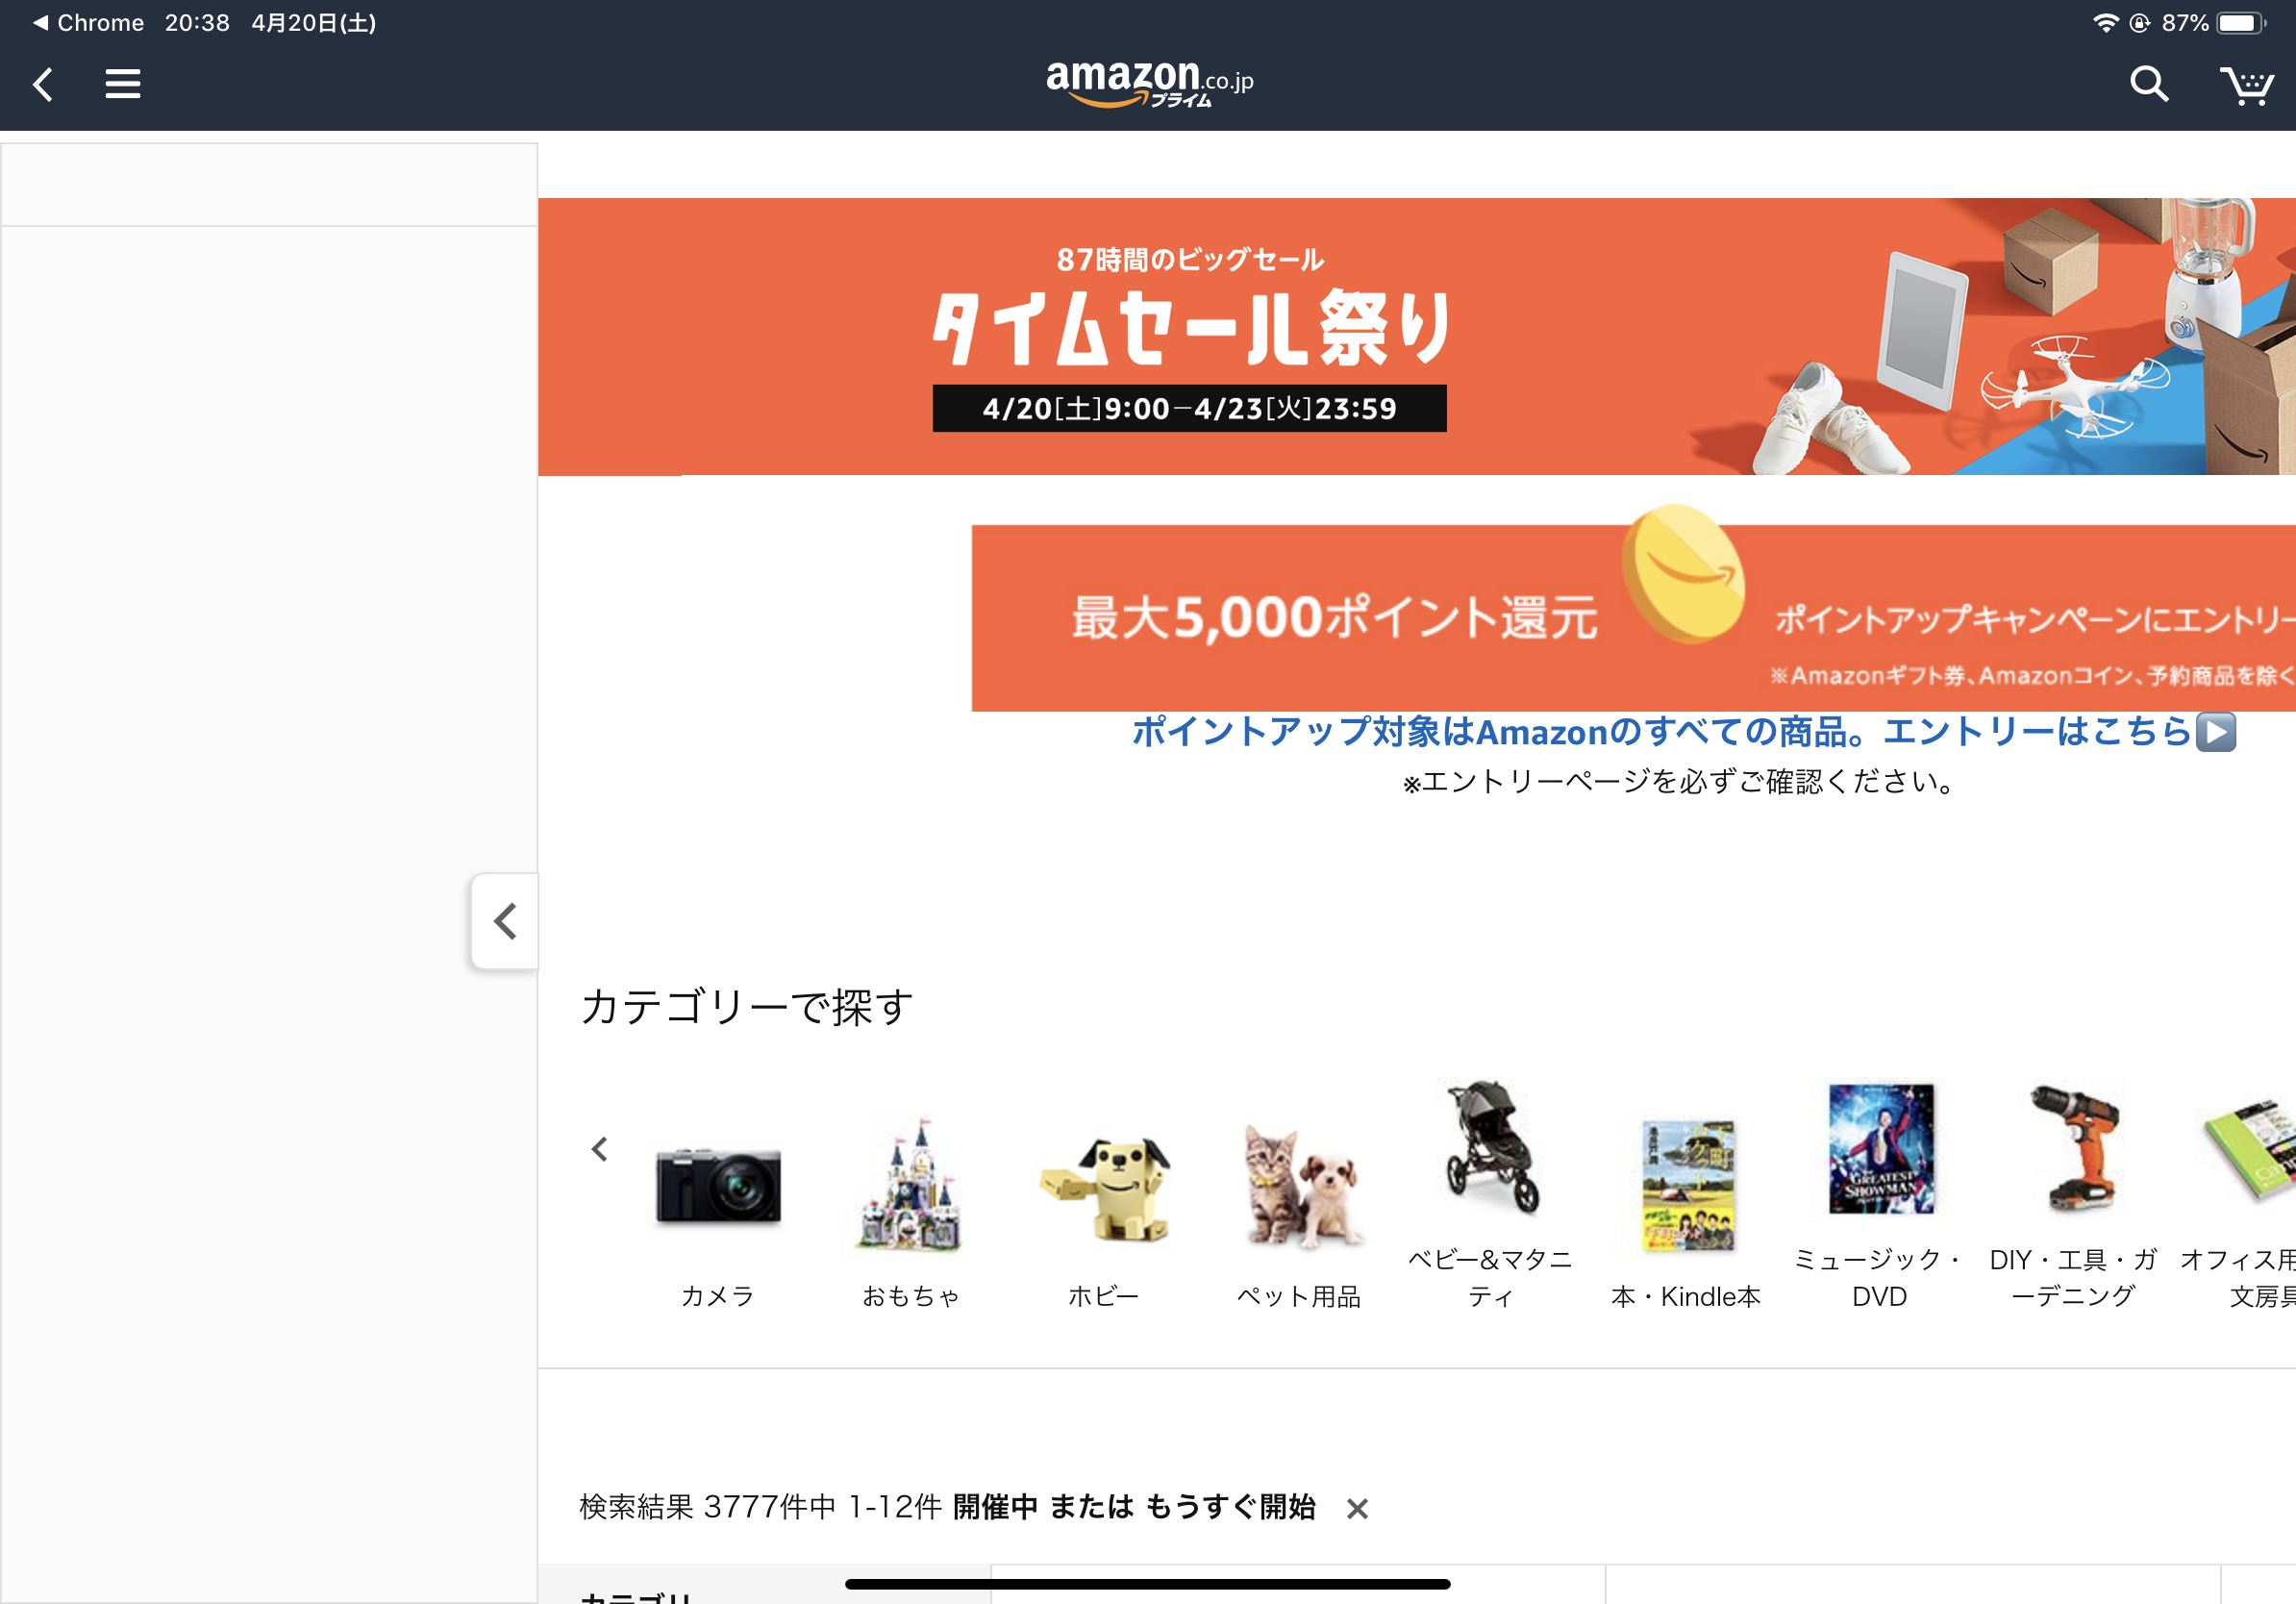 ◀ Chrome 20:38 4月20日(土)
87%
amazon.co.jp
プライム
87時間のビッグセール
タイムセール祭り
4/20[土]9:00－4/23[火]23:59
最大5,000ポイント還元
ポイントアップキャンペーンにエントリー
※Amazonギフト券、Amazonコイン、予約商品を除く
ポイントアップ対象はAmazonのすべての商品。エントリーはこちら▶
※エントリーページを必ずご確認ください。
カテゴリーで探す
THE GREATEST
SHOWMAN
カメラ
おもちゃ
ホビー
ペット用品
ベビー&マタニ
ティ
本・Kindle本
ミュージック・
DVD
DIY・工具・ガ
ーデニング
オフィス用
文房具
検索結果 3777件中 1-12件 開催中 または もうすぐ開始 ×
カテゴリ